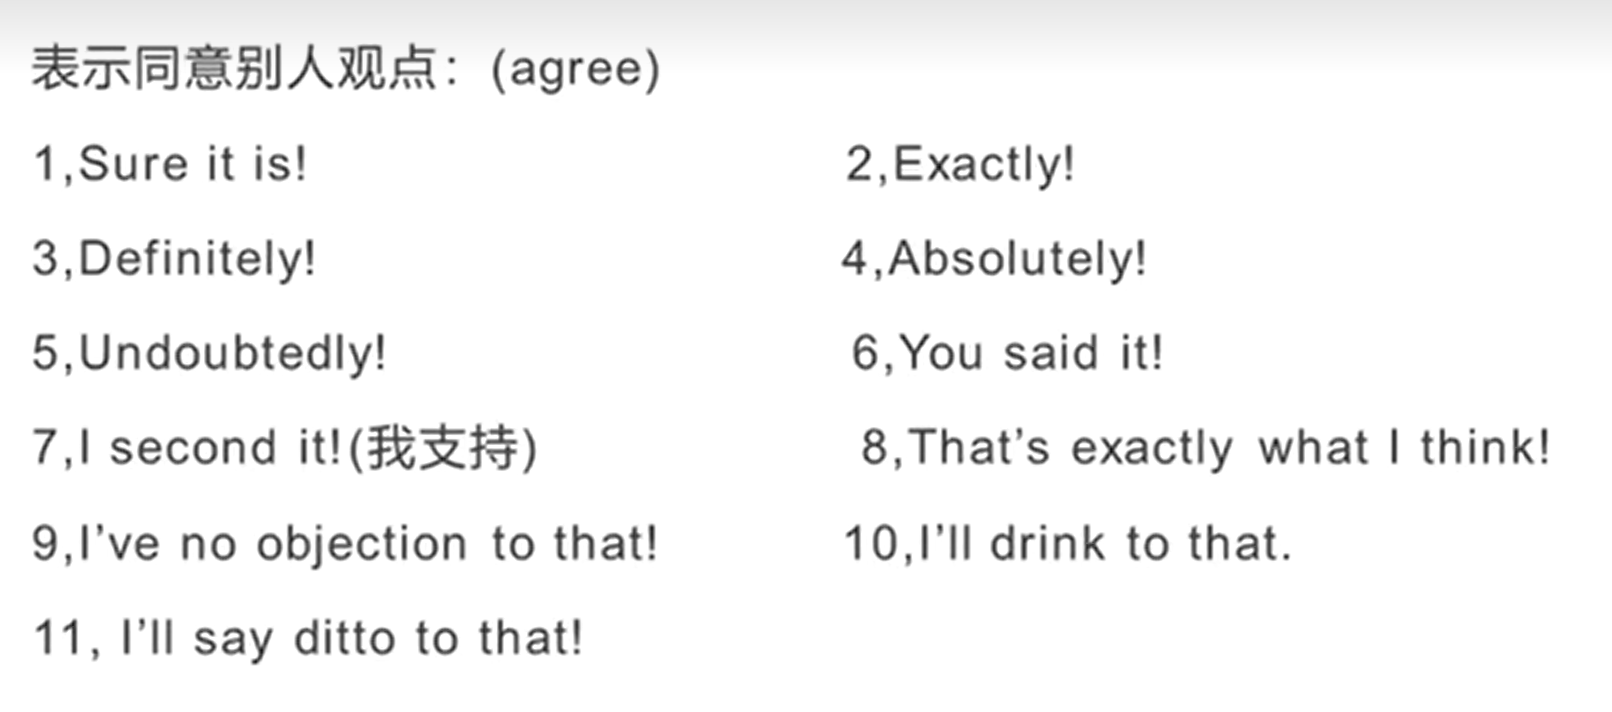 表示同意别人观点：(agree)
1,Sure it is! 2,Exactly!
3,Definitely! 4,Absolutely!
5,Undoubtedly! 6,You said it!
7,I second it!(我支持) 8,That’s exactly what I think!
9,I’ve no objection to that! 10,I’ll drink to that.
11, I’ll say ditto to that!